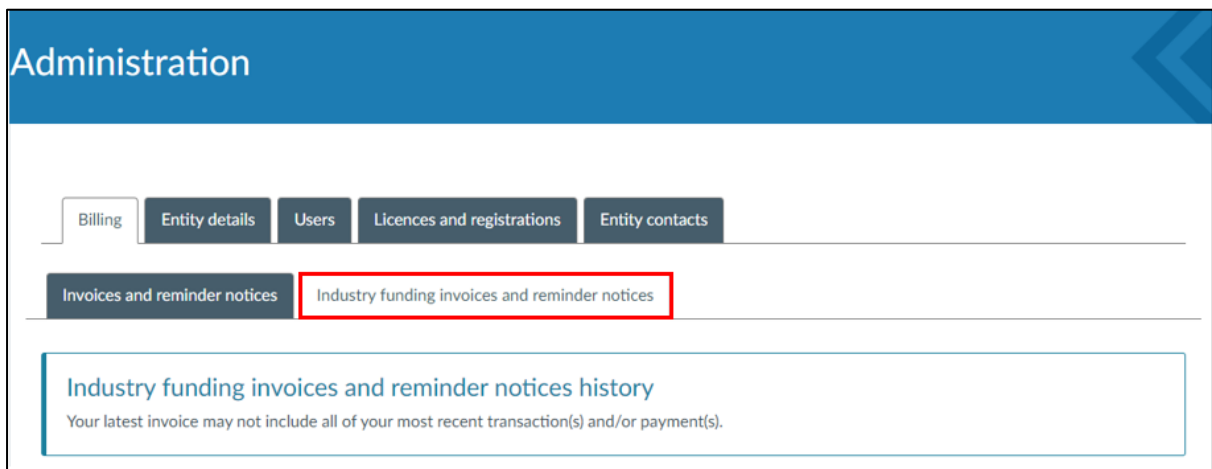 Administration
Billing Entity details Users Licences and registrations Entity contacts
Invoices and reminder notices Industry funding invoices and reminder notices
Industry funding invoices and reminder notices history
Your latest invoice may not include all of your most recent transaction(s) and/or payment(s).